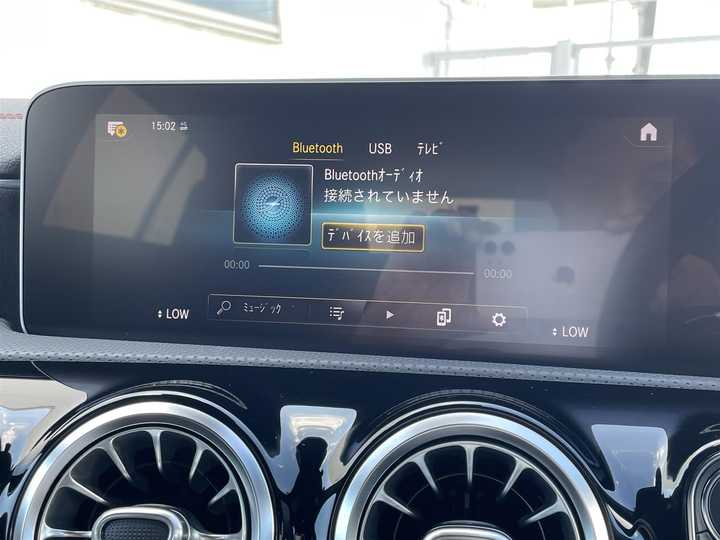 15:02
Bluetooth USB ﾃﾚﾋﾞ
Bluetoothｵｰﾃﾞｨｵ
接続されていません
ﾃﾞﾊﾞｲｽを追加
00:00 00:00
ﾐｭｰｼﾞｯｸ
LOW LOW